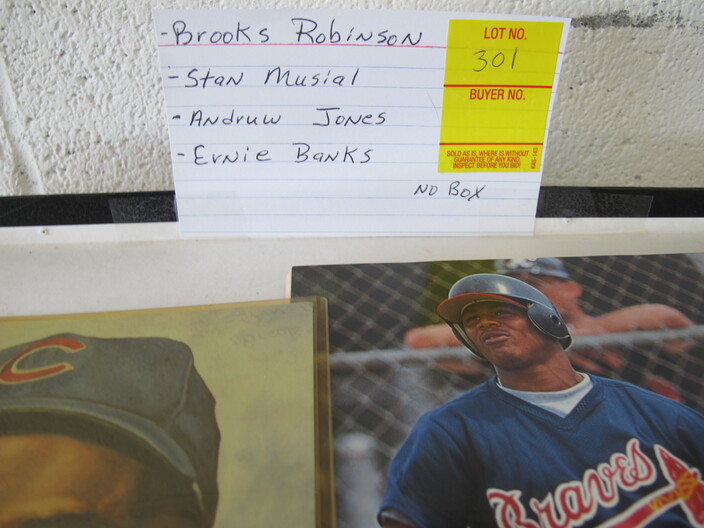 - Brooks Robinson
- Stan Musial
- Andruw Jones
- Ernie Banks
NO BOX
LOT NO.
301
BUYER NO.
SOLD AS IS, WHERE IS WITHOUT
GUARANTEE OF ANY KIND.
INSPECT BEFORE YOU BID!
C
Braves